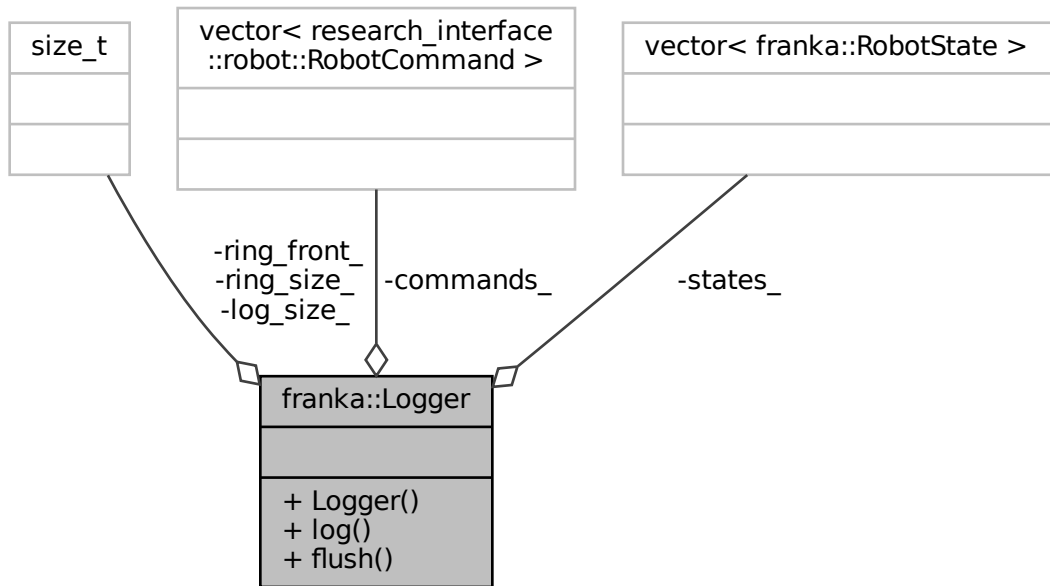 size_t
vector< research_interface
::robot::RobotCommand >
vector< franka::RobotState >
-ring_front_
-ring_size_
-log_size_
-commands_
-states_
franka::Logger
+ Logger()
+ log()
+ flush()